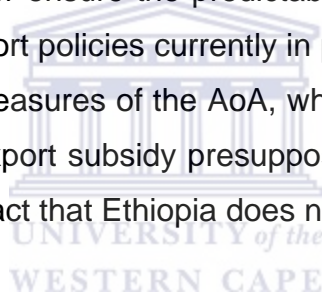 ensure the predictab
ort policies currently in
easures of the AoA, wh
xport subsidy presuppo
act that Ethiopia does n
UNIVERSITY of the
WESTERN CAPE